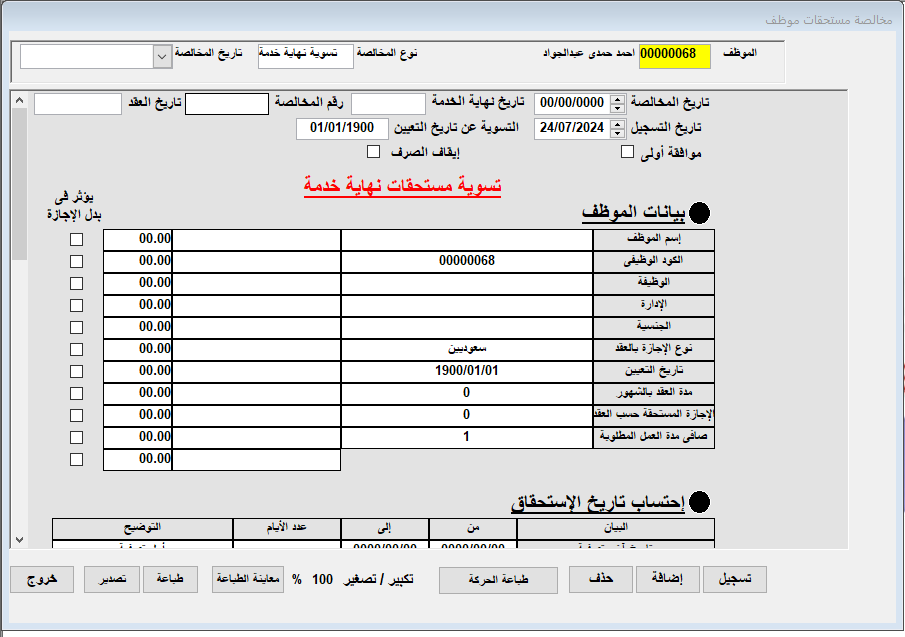 مخالصة مستحقات موظف
الموظف 00000068 احمد حمدى عبدالجواد نوع المخالصة تسوية نهاية خدمة تاريخ المخالصة
تاريخ المخالصة 00/00/0000 تاريخ نهاية الخدمة رقم المخالصة تاريخ العقد
تاريخ التسجيل 24/07/2024 التسوية عن تاريخ التعيين 01/01/1900
موافقة أولى إيقاف الصرف
تسوية مستحقات نهاية خدمة
يؤثر فى
بدل الإجازة
بيانات الموظف
إسم الموظف 00.00
الكود الوظيفى 00000068 00.00
الوظيفة 00.00
الإدارة 00.00
الجنسية 00.00
نوع الإجازة بالعقد سعوديين 00.00
تاريخ التعيين 1900/01/01 00.00
مدة العقد بالشهور 0 00.00
الإجازة المستحقة حسب العقد 0 00.00
صافى مدة العمل المطلوبة 1 00.00
00.00
إحتساب تاريخ الإستحقاق
البيان من إلى عدد الأيام التوضيح
تسجيل إضافة حذف طباعة الحركة تكبير / تصغير 100 % معاينة الطباعة طباعة تصدير خروج